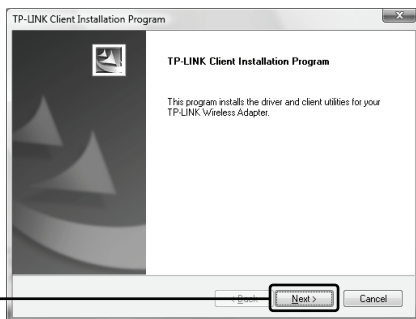 TP-LINK Client Installation Program
TP-LINK Client Installation Program
This program installs the driver and client utilities for your
TP-LINK Wireless Adapter.
< Back Next > Cancel